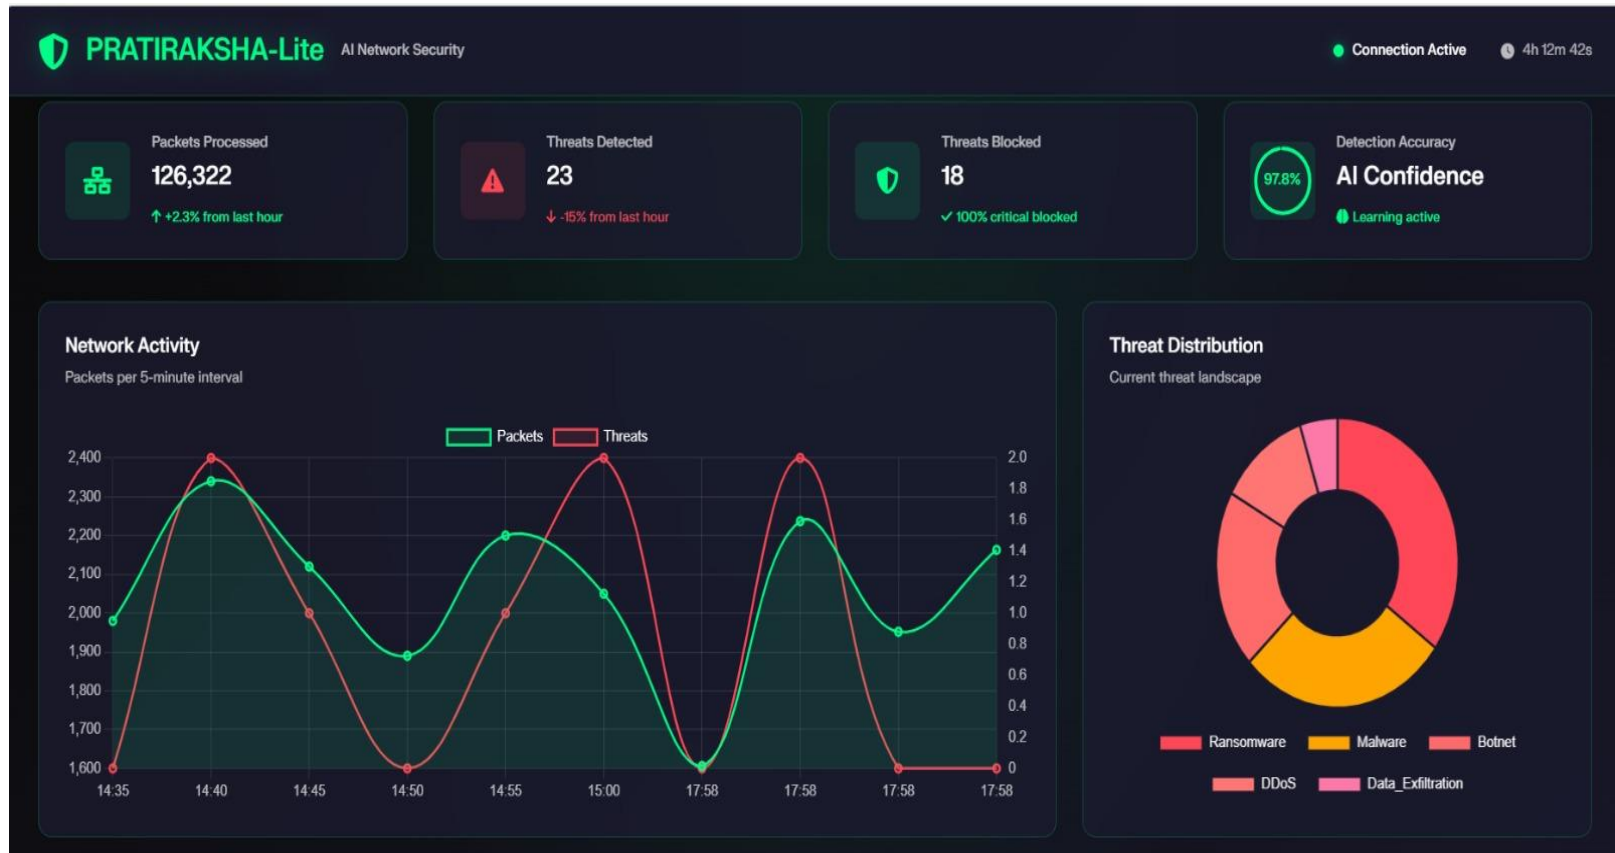 PRATIRAKSHA-Lite AI Network Security
Connection Active 4h 12m 42s
Packets Processed
126,322
+2.3% from last hour
Threats Detected
23
-15% from last hour
Threats Blocked
18
100% critical blocked
97.8%
Detection Accuracy
AI Confidence
Learning active
Network Activity
Packets per 5-minute interval
Packets Threats
2,400
2,300
2,200
2,100
2,000
1,900
1,800
1,700
1,600
2.0
1.8
1.6
1.4
1.2
1.0
0.8
0.6
0.4
0.2
0
14:35 14:40 14:45 14:50 14:55 15:00 17:58 17:58 17:58 17:58
Threat Distribution
Current threat landscape
Ransomware Malware Botnet
DDoS Data_Exfiltration